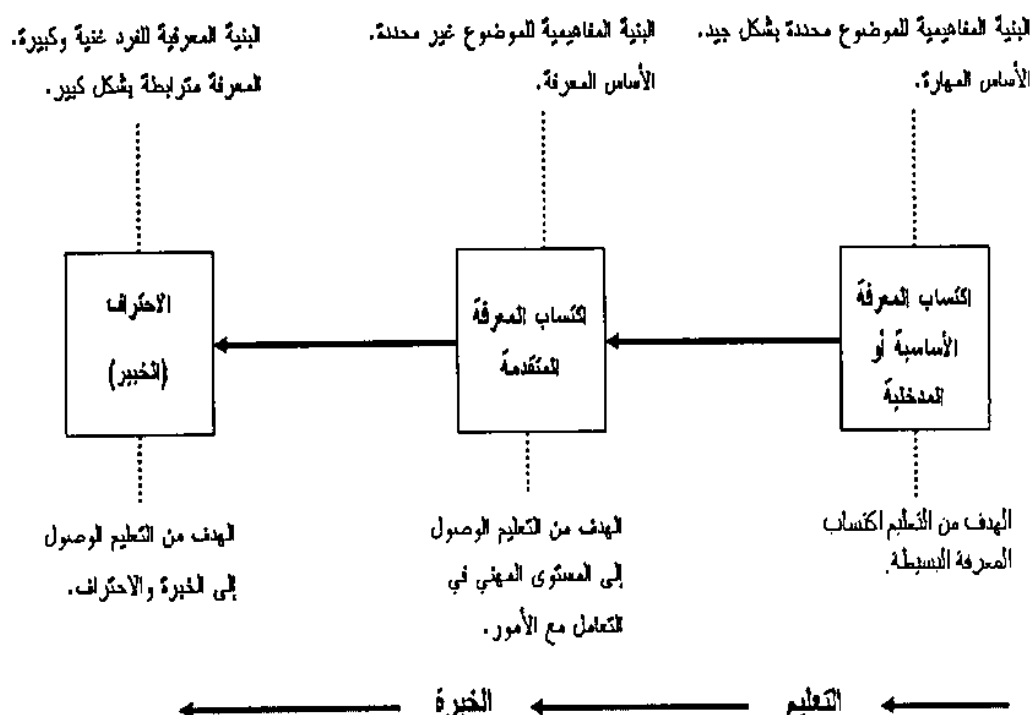 البنية المفاهيمية للموضوع محددة بشكل جيد.
الأساس المهارة.
البنية المفاهيمية للموضوع غير محددة.
الأساس المعرفة.
البنية المعرفية للفرد غنية وكبيرة.
المعرفة مترابطة بشكل كبير.
اكتساب المعرفة
الأساسية أو
المدخلية
اكتساب المعرفة
المتقدمة
الاحتراف
(الخبير)
الهدف من التعليم اكتساب
المعرفة البسيطة.
الهدف من التعليم الوصول
إلى المستوى المهني في
التعامل مع الأمور.
الهدف من التعليم الوصول
إلى الخبرة والاحتراف.
التعليم
الخبرة